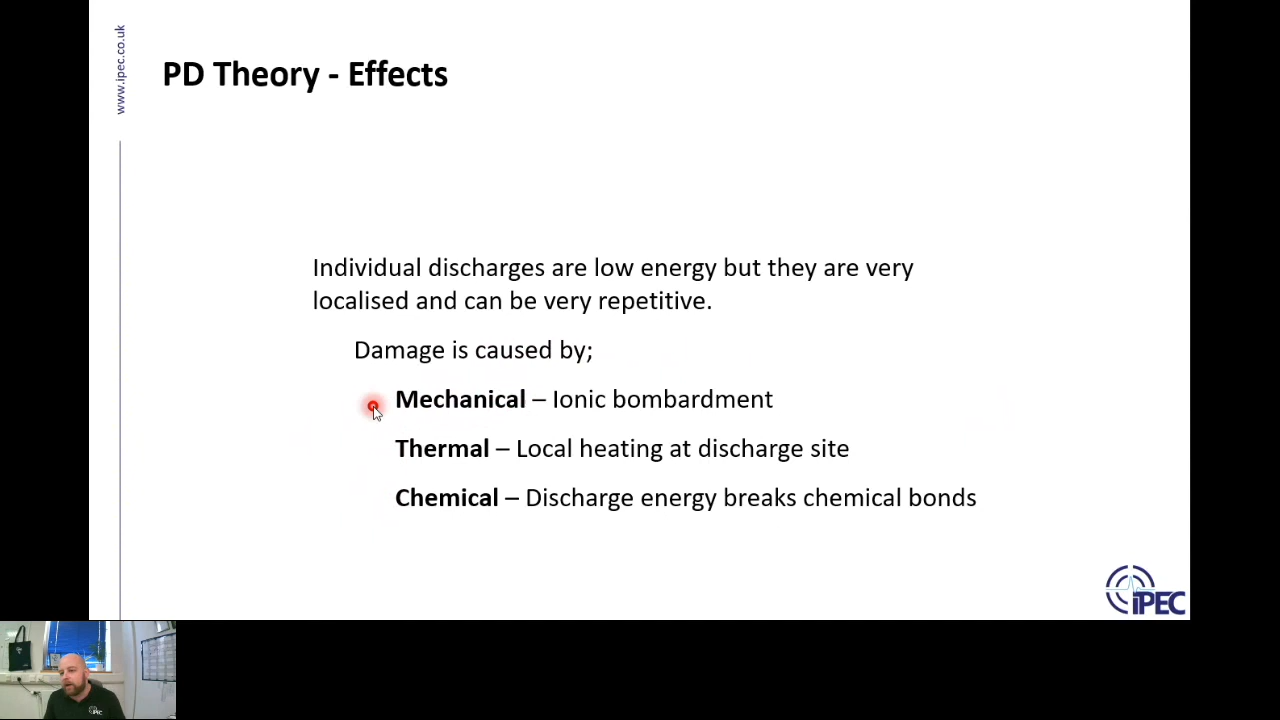 www.ipec.co.uk
PD Theory - Effects
Individual discharges are low energy but they are very
localised and can be very repetitive.
Damage is caused by;
Mechanical – Ionic bombardment
Thermal – Local heating at discharge site
Chemical – Discharge energy breaks chemical bonds
iPEC
iPEC